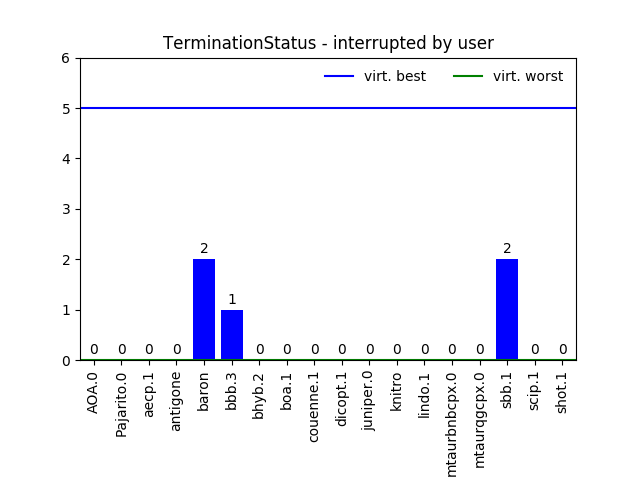 TerminationStatus - interrupted by user
virt. best virt. worst
6
5
4
3
2
1
0
0 0 0 0 2 1 0 0 0 0 0 0 0 0 0 2 0 0
AOA.0
Pajarito.0
aecp.1
antigone
baron
bbb.3
bhyb.2
boa.1
couenne.1
dicopt.1
juniper.0
knitro
lindo.1
mtaurbnbcpx.0
mtaurqgcpx.0
sbb.1
scip.1
shot.1